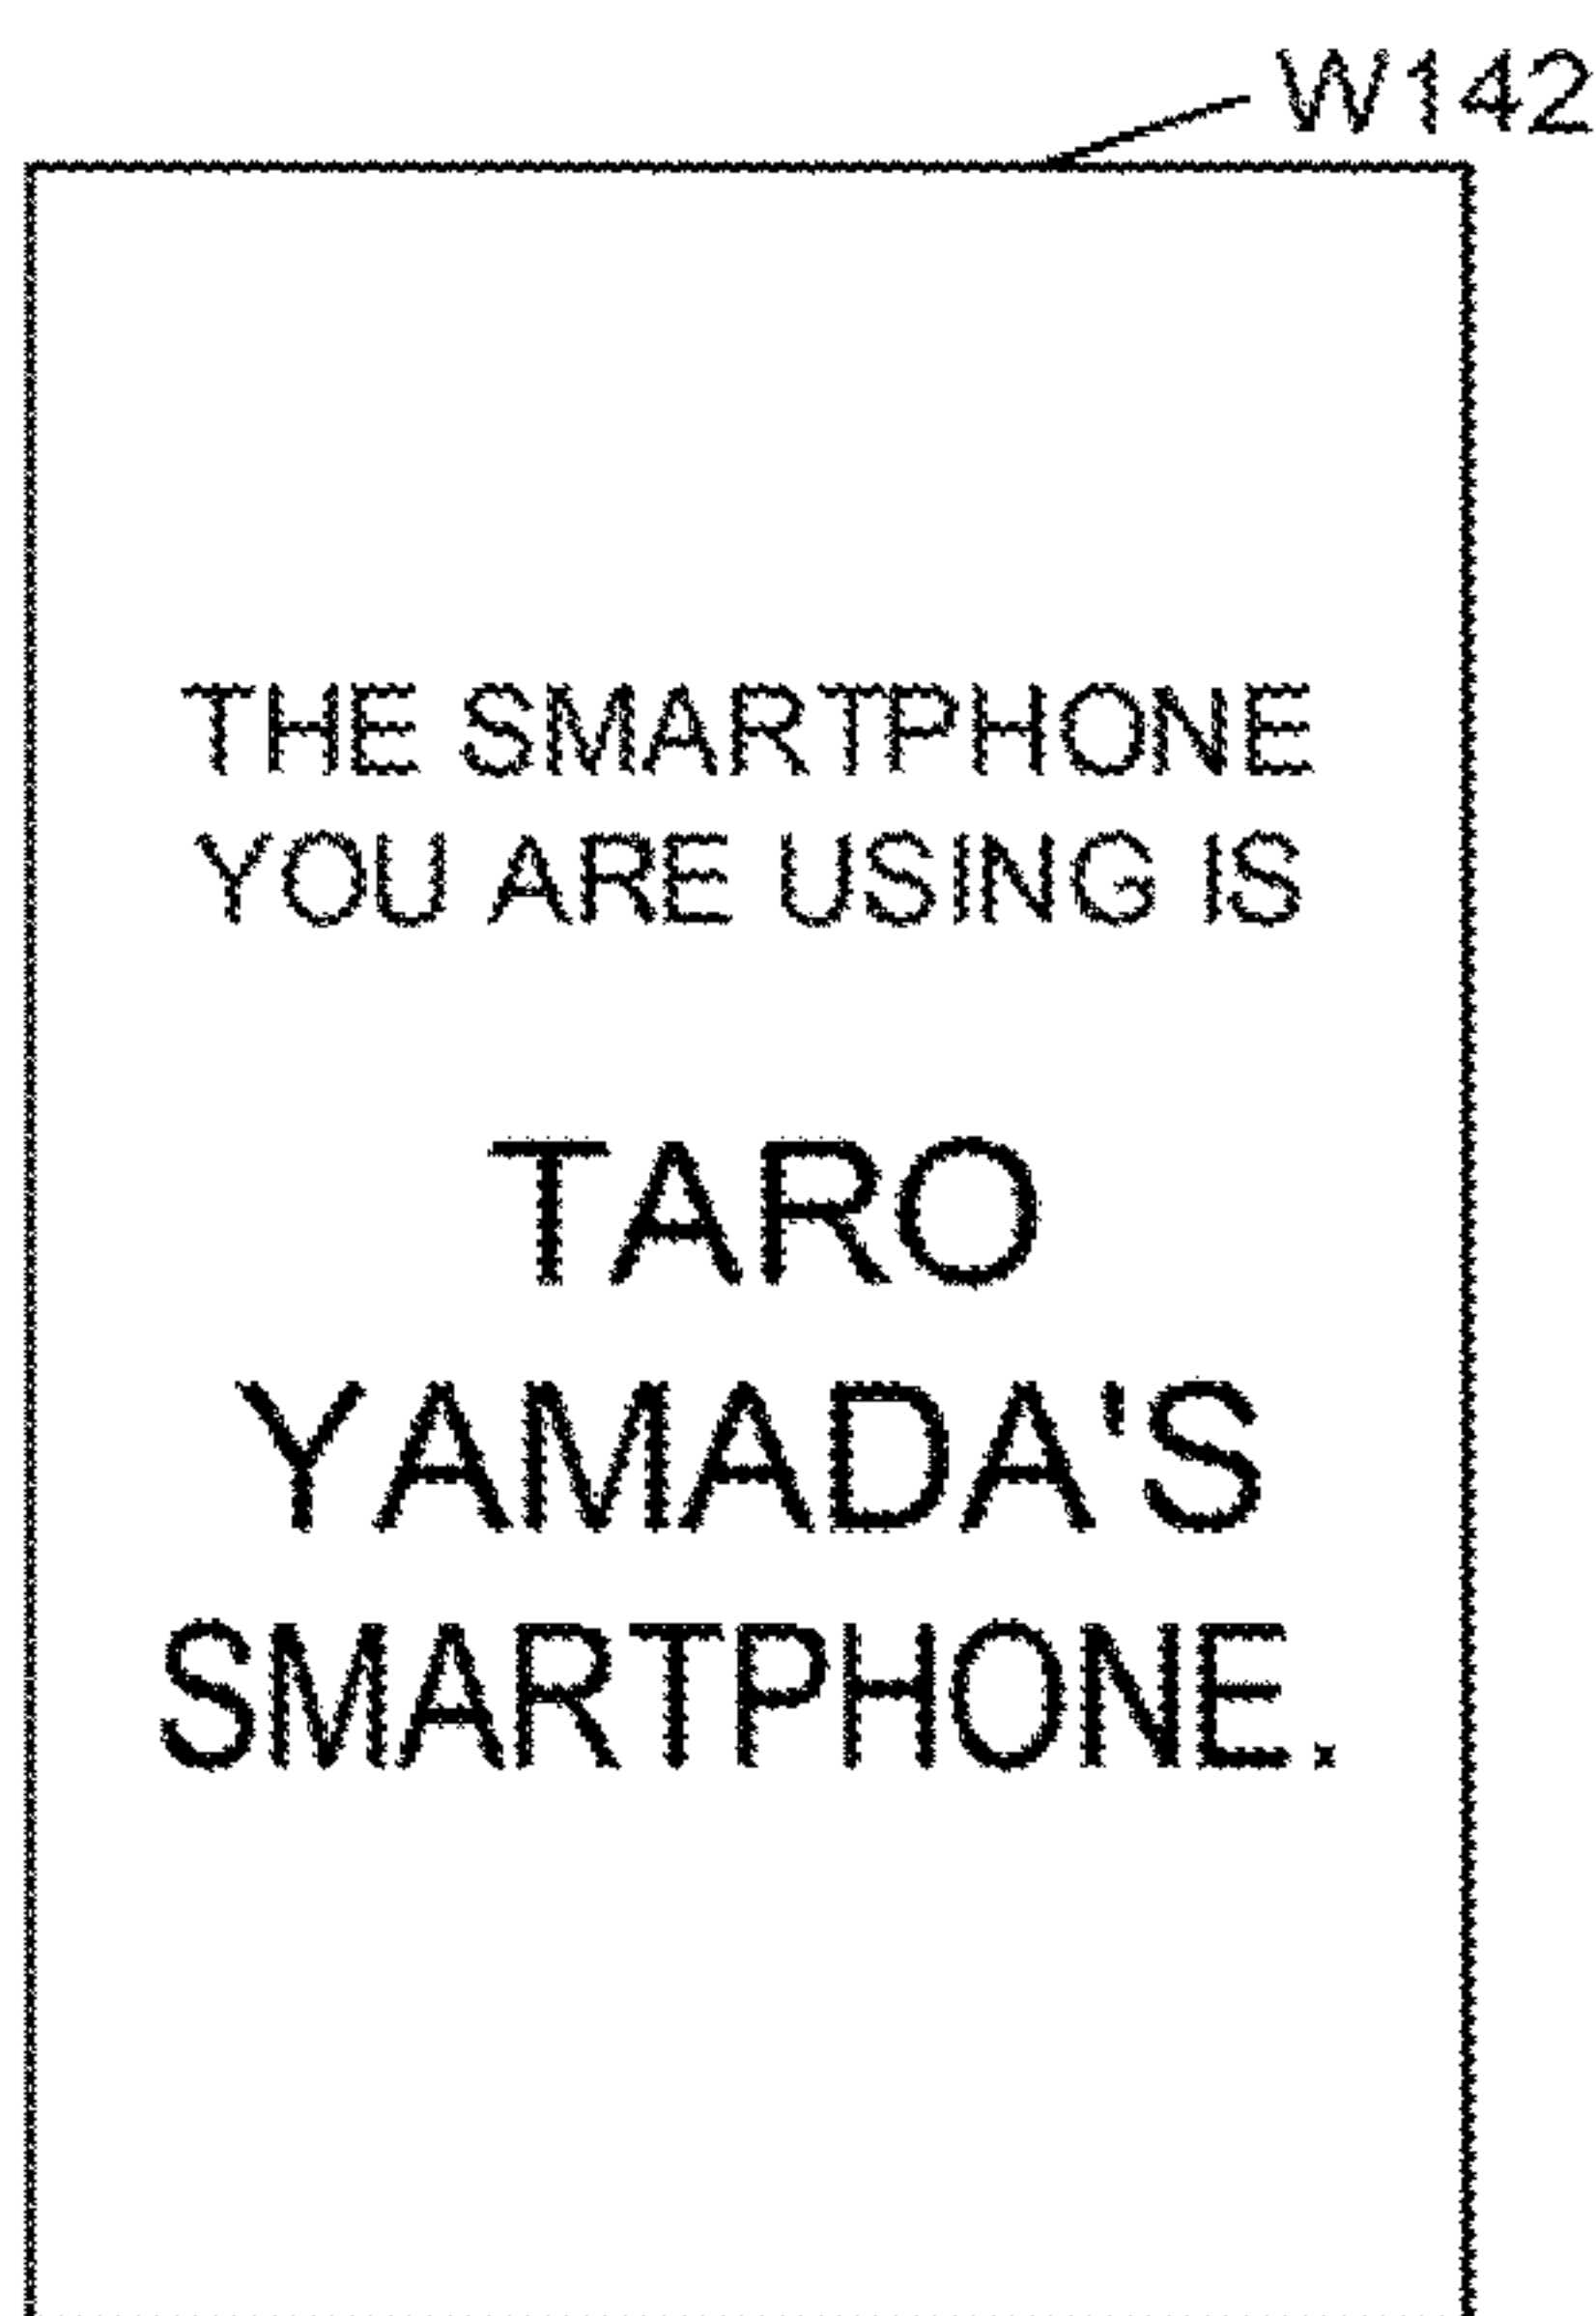 W142
THE SMARTPHONE
YOU ARE USING IS
TARO
YAMADA'S
SMARTPHONE.